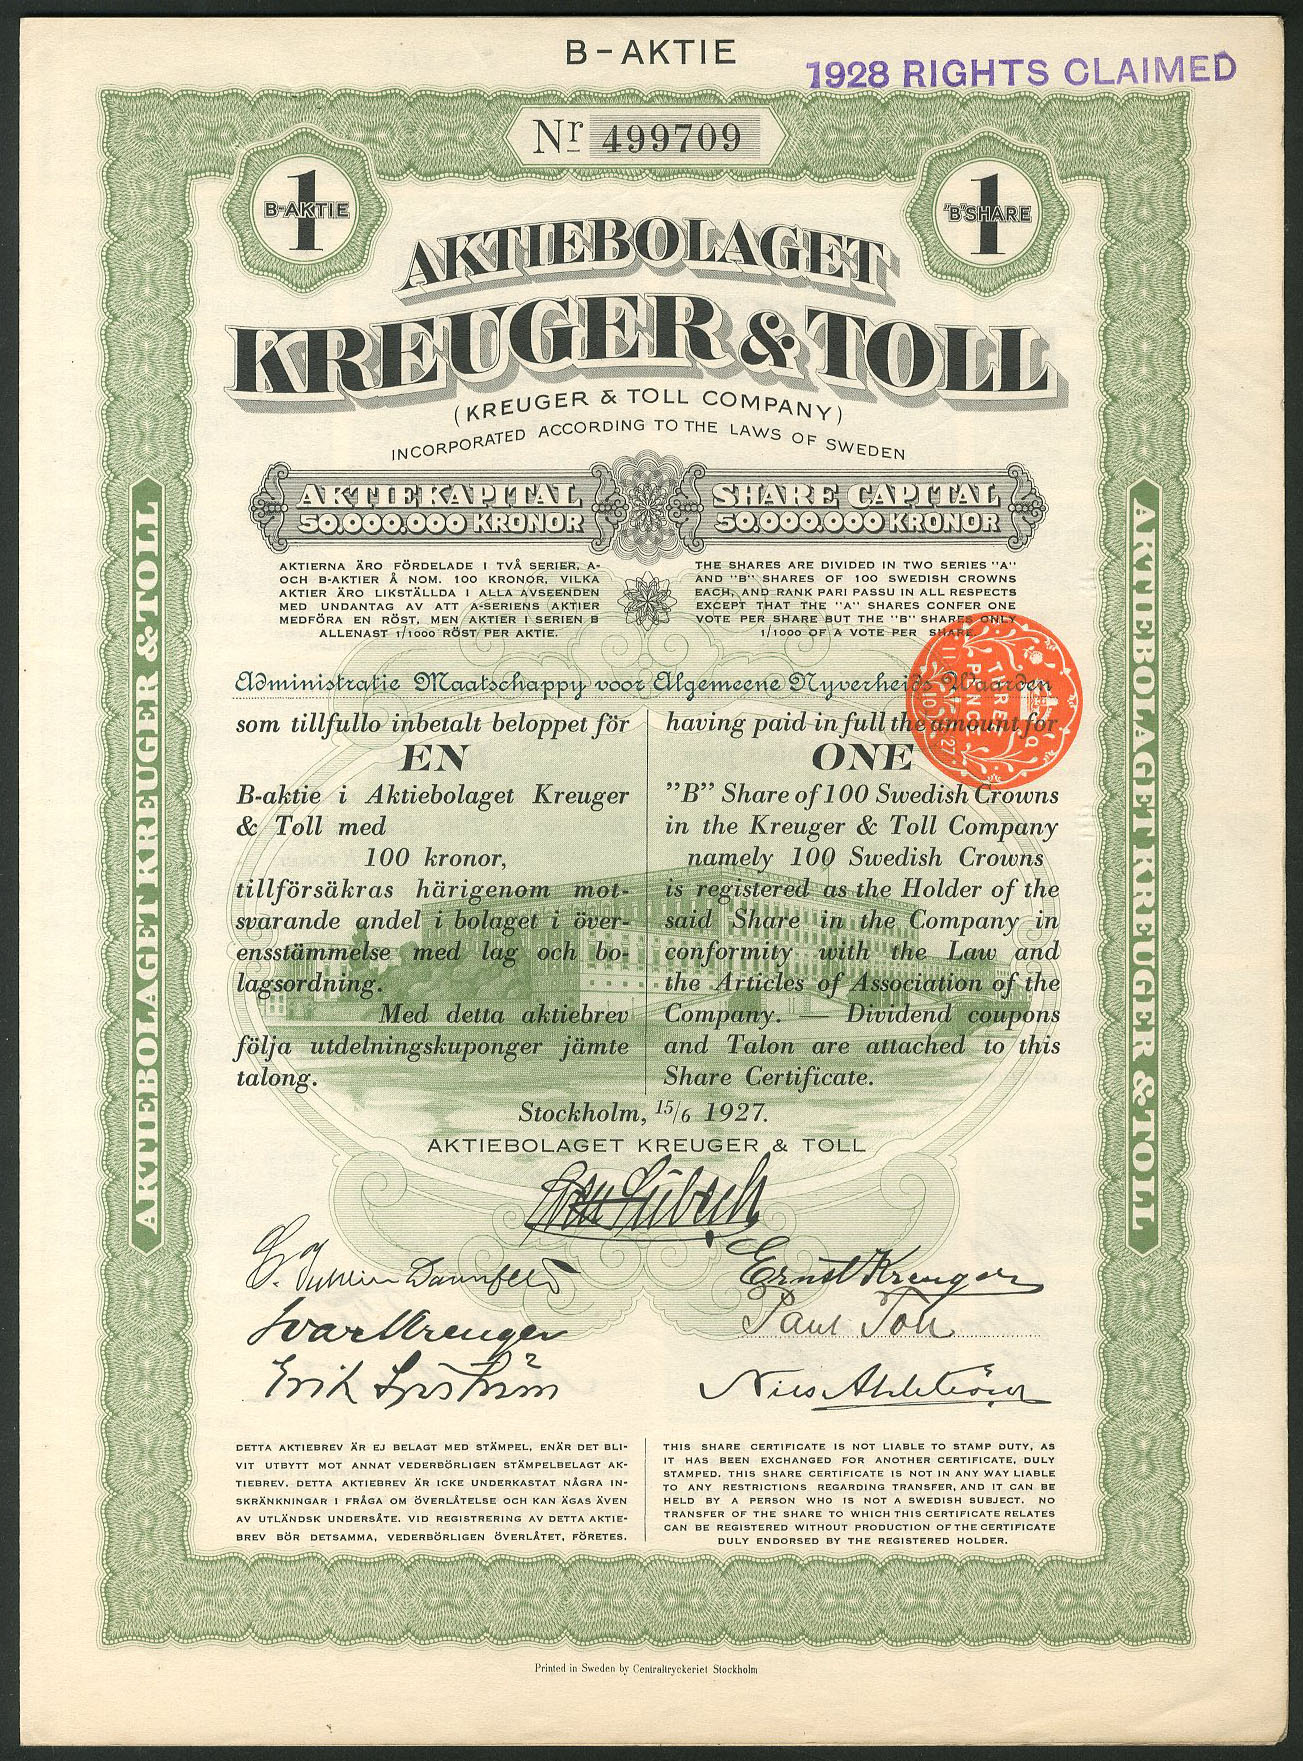 B-AKTIE
1928 RIGHTS CLAIMED
Nr 499709
1
B-AKTIE
1
"B" SHARE
AKTIEBOLAGET
KREUGER & TOLL
(KREUGER & TOLL COMPANY)
INCORPORATED ACCORDING TO THE LAWS OF SWEDEN
AKTIEKAPITAL
50.000.000 KRONOR
SHARE CAPITAL
50.000.000 KRONOR
AKTIERNA ÄRO FÖRDELADE I TVÅ SERIER, A-
OCH B-AKTIER Å NOM. 100 KRONOR, VILKA
AKTIER ÄRO LIKSTÄLLDA I ALLA AVSEENDEN
MED UNDANTAG AV ATT A-SERIENS AKTIER
MEDFÖRA EN RÖST, MEN AKTIER I SERIEN B
ALLENAST 1/1000 RÖST PER AKTIE.
THE SHARES ARE DIVIDED IN TWO SERIES "A"
AND "B" SHARES OF 100 SWEDISH CROWNS
EACH, AND RANK PARI PASSU IN ALL RESPECTS
EXCEPT THAT THE "A" SHARES CONFER ONE
VOTE PER SHARE BUT THE "B" SHARES ONLY
1/1000 OF A VOTE PER SHARE.
THREE
PENCE
Administratie Maatschappy voor Algemeene Nyverheids Waarden
som tillfullo inbetalt beloppet för
EN
B-aktie i Aktiebolaget Kreuger
& Toll med
100 kronor,
tillförsäkras härigenom mot-
svarande andel i bolaget i över-
ensstämmelse med lag och bo-
lagsordning.
Med detta aktiebrev
följa utdelningskuponger jämte
talong.
having paid in full the amount for
ONE
"B" Share of 100 Swedish Crowns
in the Kreuger & Toll Company
namely 100 Swedish Crowns
is registered as the Holder of the
said Share in the Company in
conformity with the Law and
the Articles of Association of the
Company. — Dividend coupons
and Talon are attached to this
Share Certificate.
Stockholm, 15/6 1927.
AKTIEBOLAGET KREUGER & TOLL
Ernst Kreuger
Ivar Kreuger
Paul Toll
Erik Sjöström
Nils Ahlström
DETTA AKTIEBREV ÄR EJ BELAGT MED STÄMPEL, ENÄR DET BLI-
VIT UTBYTT MOT ANNAT VEDERBÖRLIGEN STÄMPELBELAGT AK-
TIEBREV. DETTA AKTIEBREV ÄR ICKE UNDERKASTAT NÅGRA IN-
SKRÄNKNINGAR I FRÅGA OM ÖVERLÅTELSE OCH KAN ÄGAS ÄVEN
AV UTLÄNDSK UNDERSÅTE. VID REGISTRERING AV DETTA AKTIE-
BREV BÖR DETSAMMA, VEDERBÖRLIGEN ÖVERLÅTET, FÖRETES.
THIS SHARE CERTIFICATE IS NOT LIABLE TO STAMP DUTY, AS
IT HAS BEEN EXCHANGED FOR ANOTHER CERTIFICATE, DULY
STAMPED. THIS SHARE CERTIFICATE IS NOT IN ANY WAY LIABLE
TO ANY RESTRICTIONS REGARDING TRANSFER, AND IT CAN BE
HELD BY A PERSON WHO IS NOT A SWEDISH SUBJECT. NO
TRANSFER OF THE SHARE TO WHICH THIS CERTIFICATE RELATES
CAN BE REGISTERED WITHOUT PRODUCTION OF THE CERTIFICATE
DULY ENDORSED BY THE REGISTERED HOLDER.
AKTIEBOLAGET KREUGER & TOLL
AKTIEBOLAGET KREUGER & TOLL
Printed in Sweden by Centraltryckeriet Stockholm